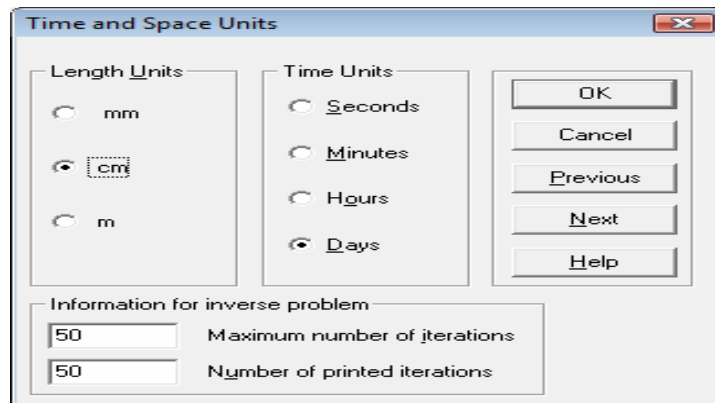 Time and Space Units
Length Units
mm
cm
m
Time Units
Seconds
Minutes
Hours
Days
OK
Cancel
Previous
Next
Help
Information for inverse problem
50 Maximum number of iterations
50 Number of printed iterations